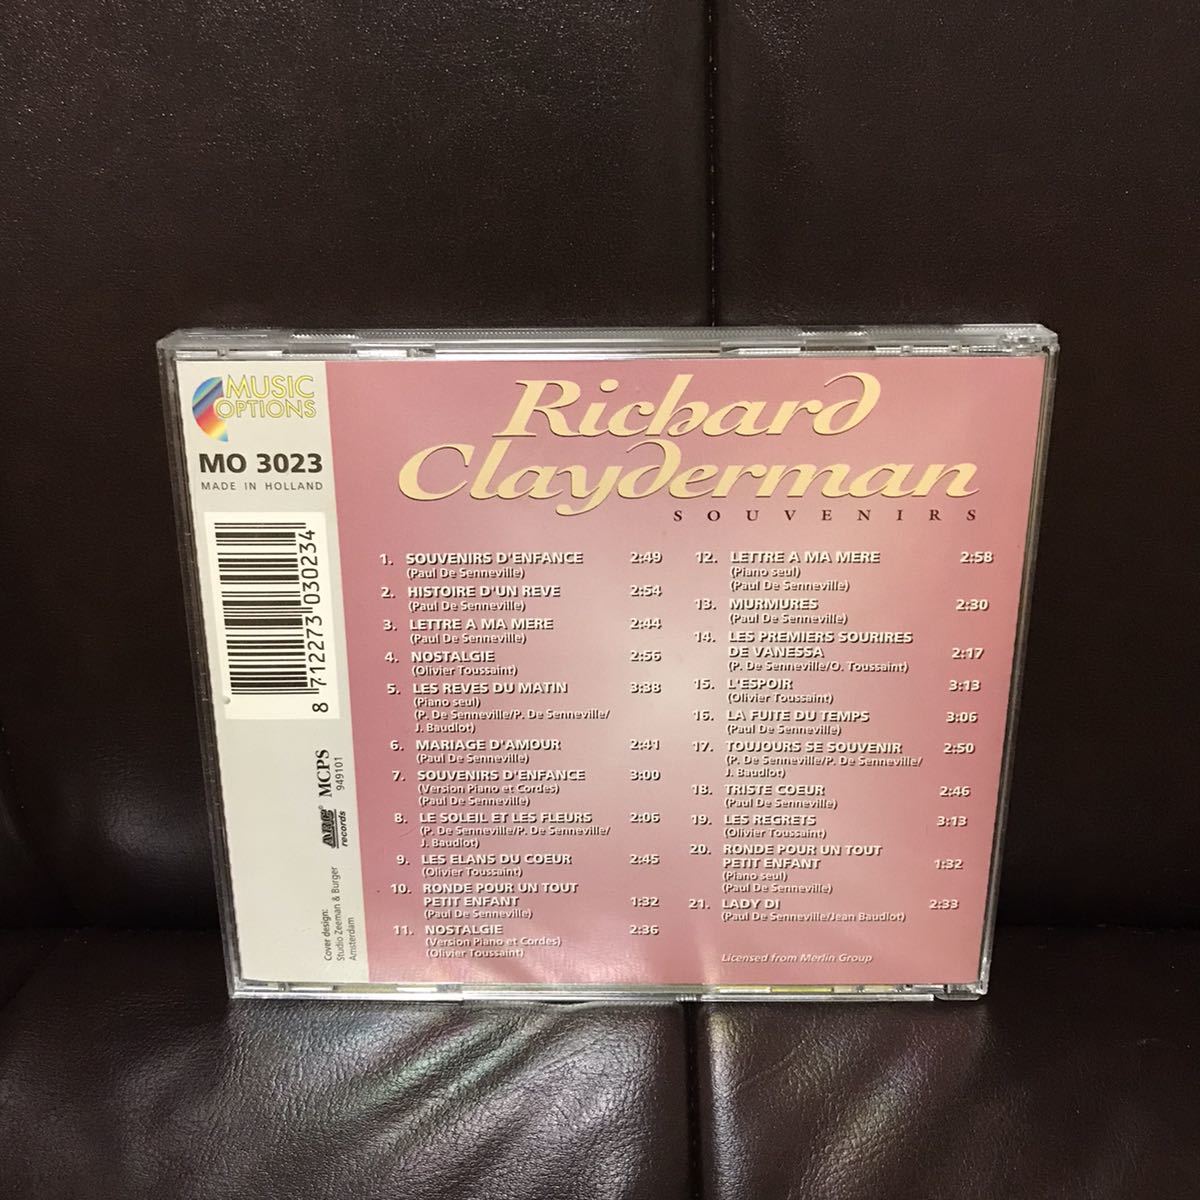 MUSIC
OPTIONS
MO 3023
MADE IN HOLLAND
8 712273 030234
ARC records
MCPS
949101
Cover design:
Studio Zeeman & Burger
Amsterdam
Richard
Clayderman
SOUVENIRS
1. SOUVENIRS D'ENFANCE 2:49
(Paul De Senneville)
2. HISTOIRE D'UN REVE 2:54
(Paul De Senneville)
3. LETTRE A MA MERE 2:44
(Paul De Senneville)
4. NOSTALGIE 2:56
(Olivier Toussaint)
5. LES REVES DU MATIN 3:38
(Piano seul)
(P. De Senneville/P. De Senneville/
J. Baudlot)
6. MARIAGE D'AMOUR 2:41
(Paul De Senneville)
7. SOUVENIRS D'ENFANCE 3:00
(Version Piano et Cordes)
(Paul De Senneville)
8. LE SOLEIL ET LES FLEURS 2:06
(P. De Senneville/P. De Senneville/
J. Baudlot)
9. LES ELANS DU COEUR 2:45
(Olivier Toussaint)
10. RONDE POUR UN TOUT
PETIT ENFANT 1:32
(Paul De Senneville)
11. NOSTALGIE 2:36
(Version Piano et Cordes)
(Olivier Toussaint)
12. LETTRE A MA MERE 2:58
(Piano seul)
(Paul De Senneville)
13. MURMURES 2:30
(Paul De Senneville)
14. LES PREMIERS SOURIRES
DE VANESSA 2:17
(P. De Senneville/O. Toussaint)
15. L'ESPOIR 3:13
(Olivier Toussaint)
16. LA FUITE DU TEMPS 3:06
(Paul De Senneville)
17. TOUJOURS SE SOUVENIR 2:50
(P. De Senneville/P. De Senneville/
J. Baudlot)
18. TRISTE COEUR 2:46
(Paul De Senneville)
19. LES REGRETS 3:13
(Olivier Toussaint)
20. RONDE POUR UN TOUT
PETIT ENFANT 1:32
(Piano seul)
(Paul De Senneville)
21. LADY DI 2:33
(Paul De Senneville/Jean Baudlot)
Licensed from Merlin Group